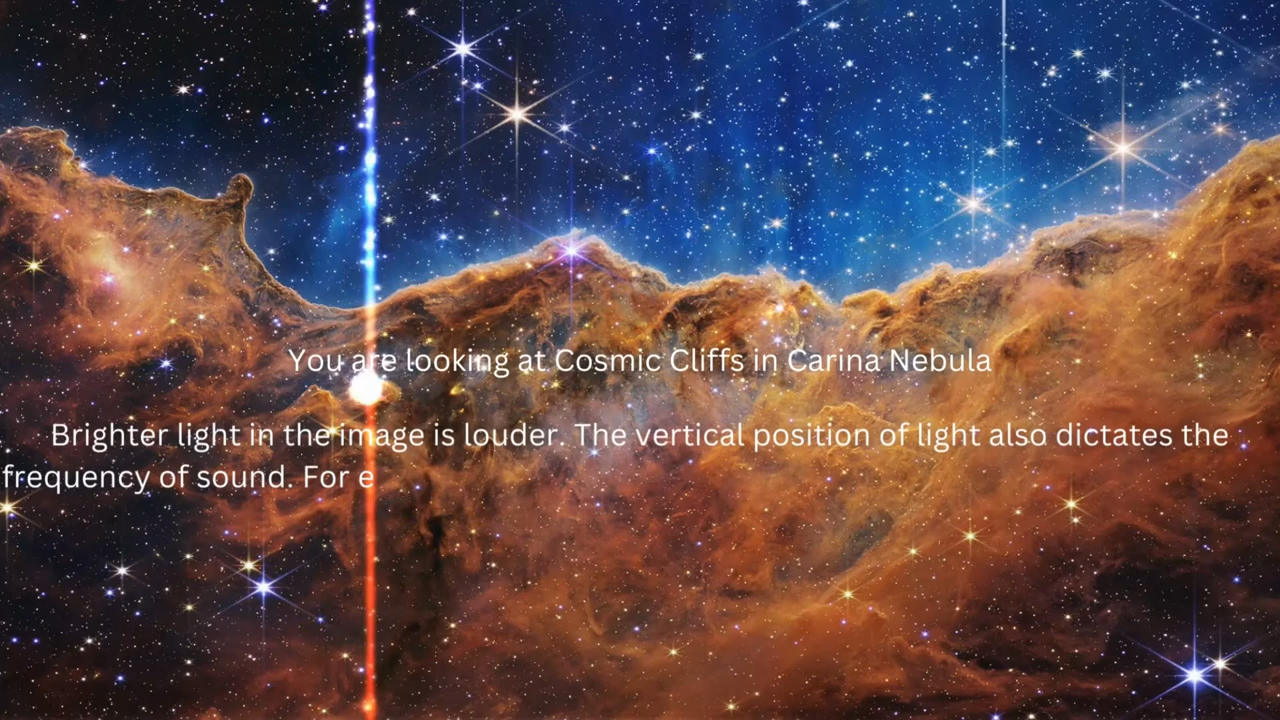 You are looking at Cosmic Cliffs in Carina Nebula
Brighter light in the image is louder. The vertical position of light also dictates the
frequency of sound. For e